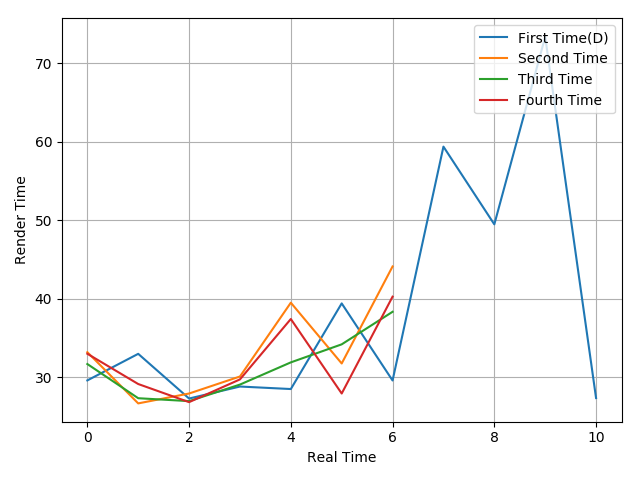 First Time(D)
Second Time
Third Time
Fourth Time
70
60
50
40
30
Render Time
0 2 4 6 8 10
Real Time